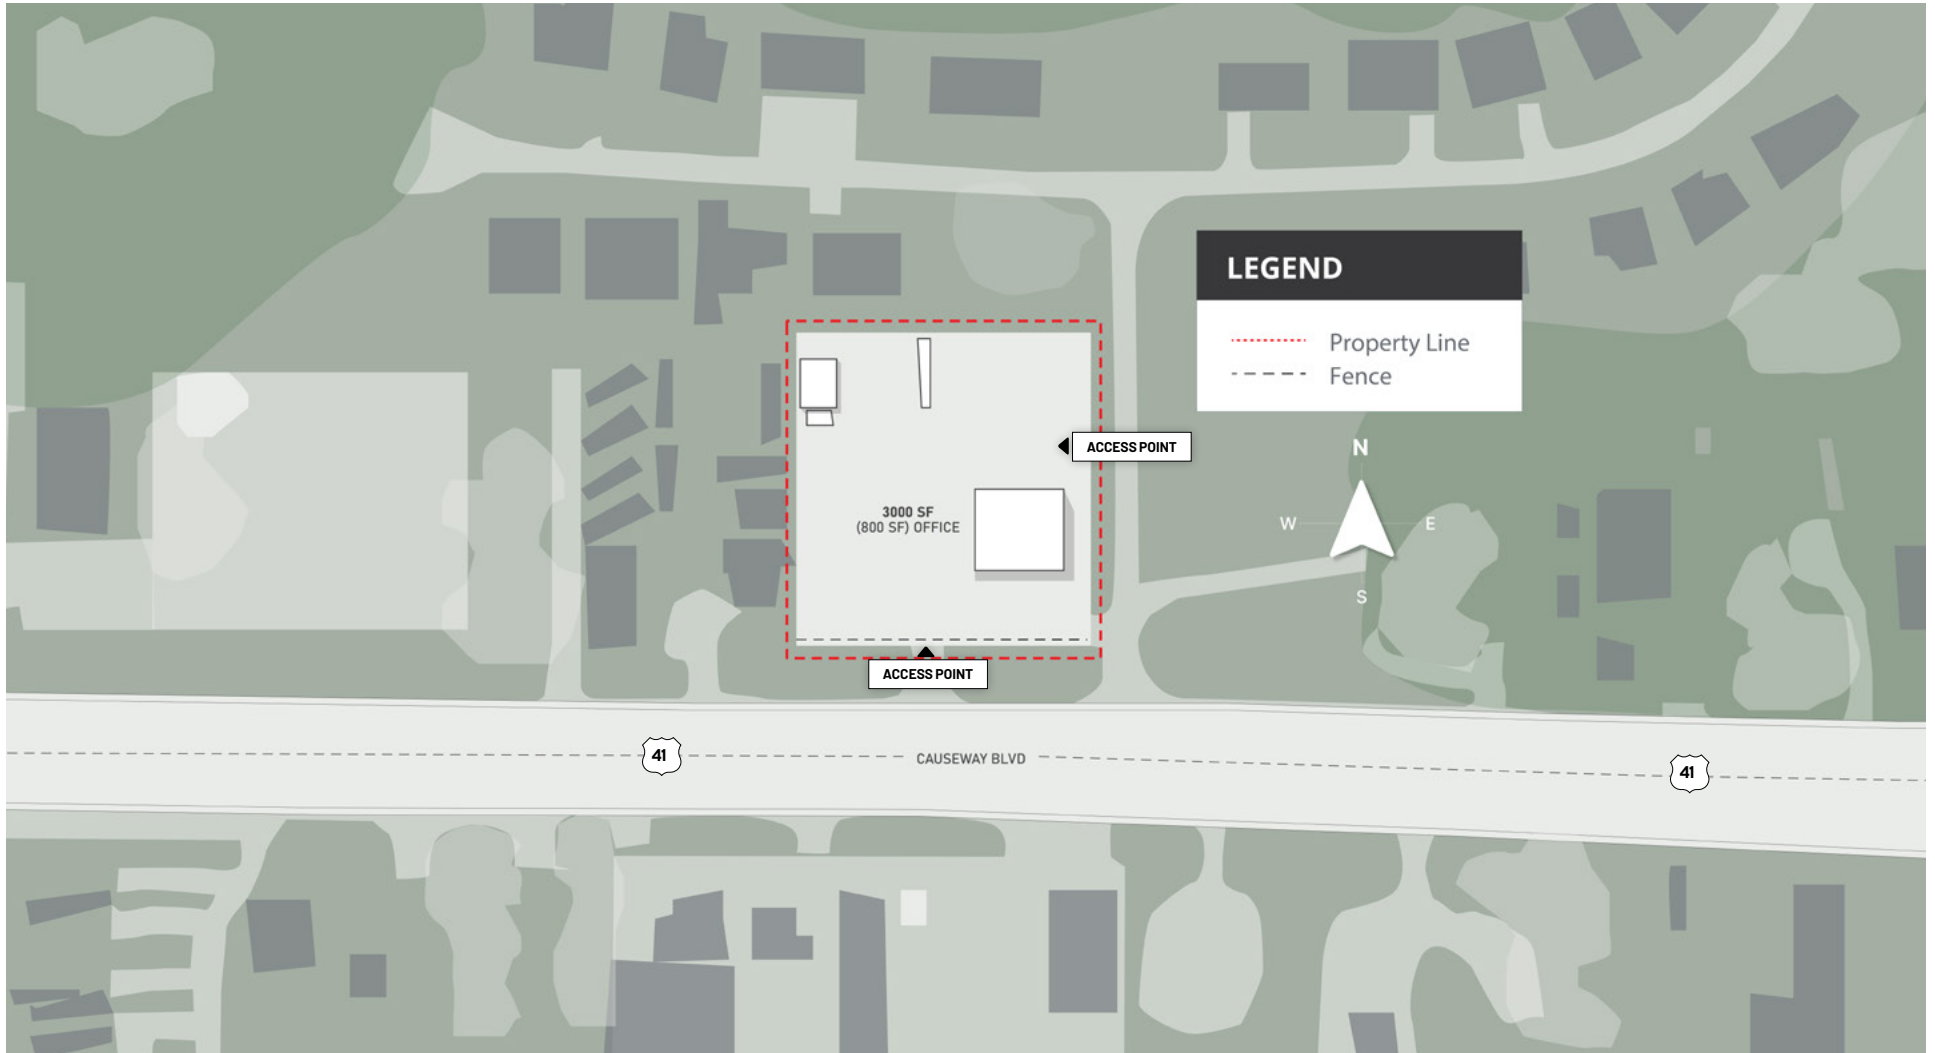 LEGEND
Property Line
Fence
ACCESS POINT
N
W
E
S
3000 SF
(800 SF) OFFICE
ACCESS POINT
41
CAUSEWAY BLVD
41